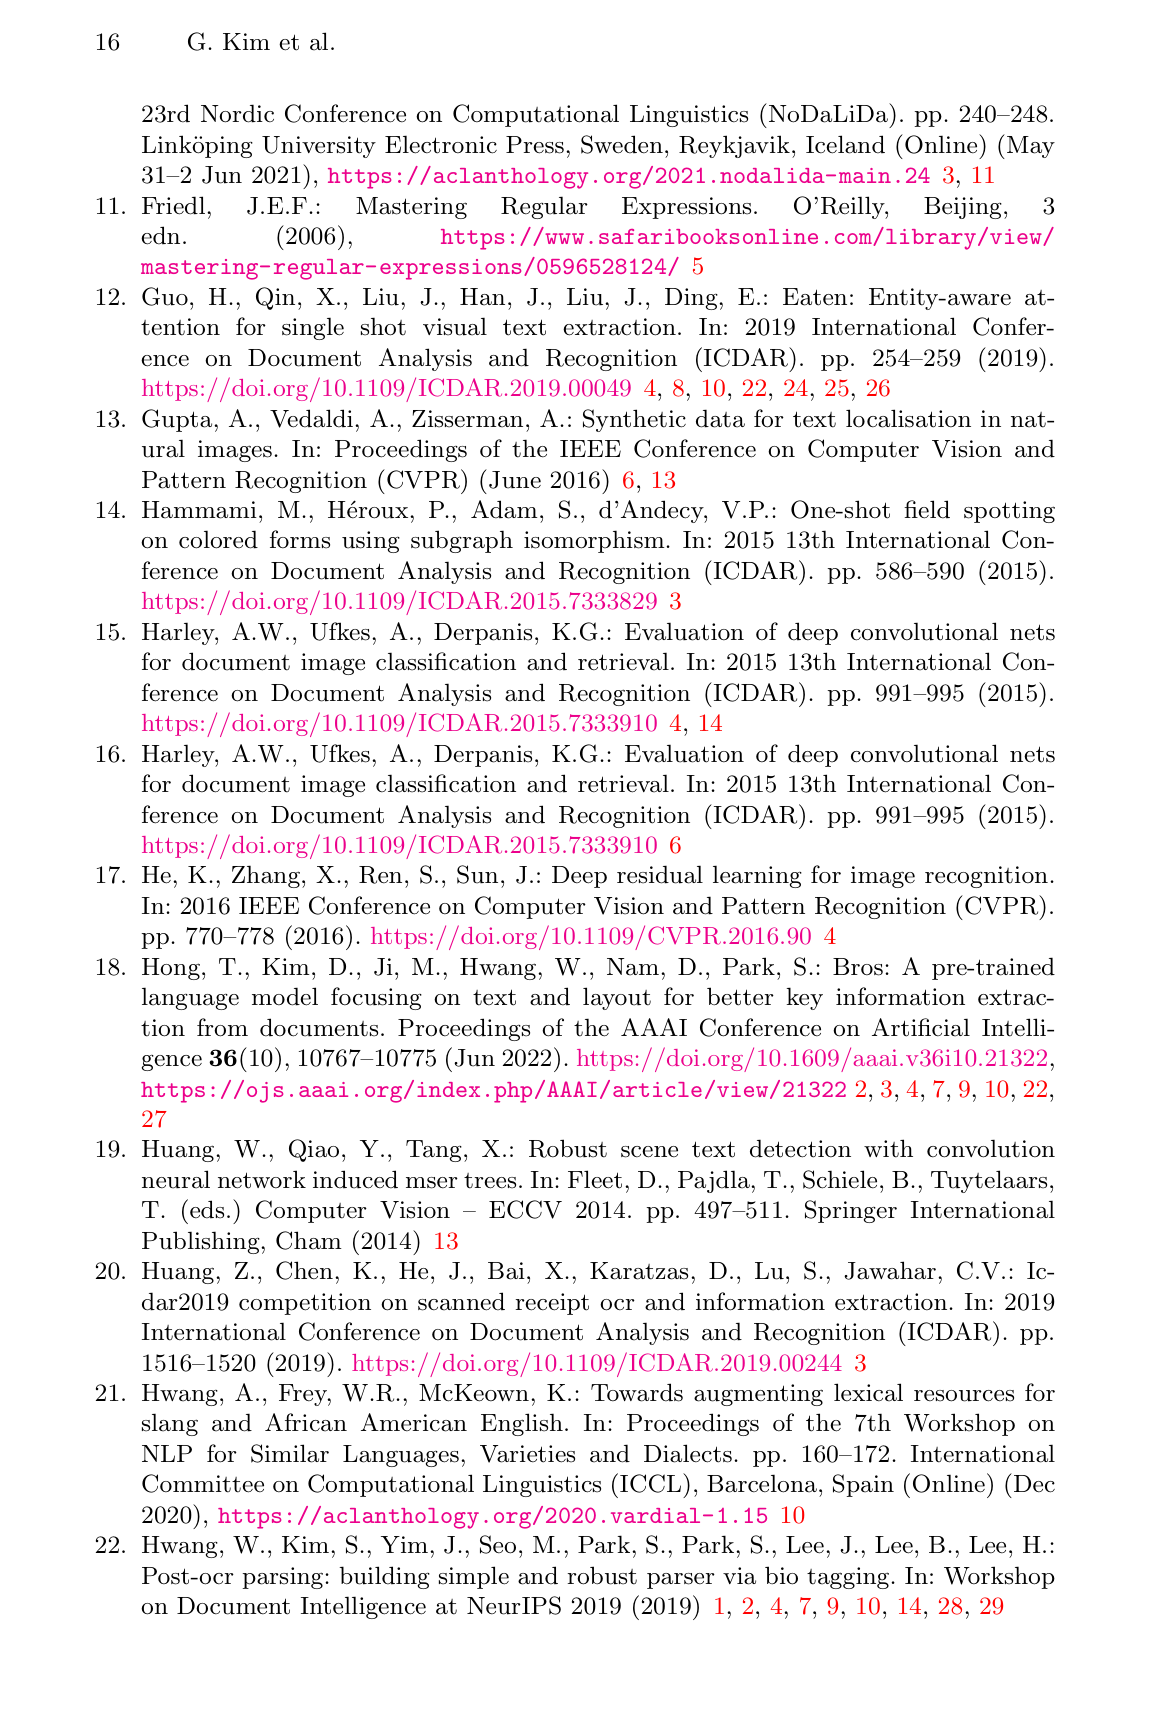 16 G. Kim et al.
23rd Nordic Conference on Computational Linguistics (NoDaLiDa). pp. 240–248.
Linköping University Electronic Press, Sweden, Reykjavik, Iceland (Online) (May
31–2 Jun 2021), https://aclanthology.org/2021.nodalida-main.24 3, 11
11. Friedl, J.E.F.: Mastering Regular Expressions. O'Reilly, Beijing, 3
edn. (2006), https://www.safaribooksonline.com/library/view/
mastering-regular-expressions/0596528124/ 5
12. Guo, H., Qin, X., Liu, J., Han, J., Liu, J., Ding, E.: Eaten: Entity-aware at-
tention for single shot visual text extraction. In: 2019 International Confer-
ence on Document Analysis and Recognition (ICDAR). pp. 254–259 (2019).
https://doi.org/10.1109/ICDAR.2019.00049 4, 8, 10, 22, 24, 25, 26
13. Gupta, A., Vedaldi, A., Zisserman, A.: Synthetic data for text localisation in nat-
ural images. In: Proceedings of the IEEE Conference on Computer Vision and
Pattern Recognition (CVPR) (June 2016) 6, 13
14. Hammami, M., Héroux, P., Adam, S., d'Andecy, V.P.: One-shot field spotting
on colored forms using subgraph isomorphism. In: 2015 13th International Con-
ference on Document Analysis and Recognition (ICDAR). pp. 586–590 (2015).
https://doi.org/10.1109/ICDAR.2015.7333829 3
15. Harley, A.W., Ufkes, A., Derpanis, K.G.: Evaluation of deep convolutional nets
for document image classification and retrieval. In: 2015 13th International Con-
ference on Document Analysis and Recognition (ICDAR). pp. 991–995 (2015).
https://doi.org/10.1109/ICDAR.2015.7333910 4, 14
16. Harley, A.W., Ufkes, A., Derpanis, K.G.: Evaluation of deep convolutional nets
for document image classification and retrieval. In: 2015 13th International Con-
ference on Document Analysis and Recognition (ICDAR). pp. 991–995 (2015).
https://doi.org/10.1109/ICDAR.2015.7333910 6
17. He, K., Zhang, X., Ren, S., Sun, J.: Deep residual learning for image recognition.
In: 2016 IEEE Conference on Computer Vision and Pattern Recognition (CVPR).
pp. 770–778 (2016). https://doi.org/10.1109/CVPR.2016.90 4
18. Hong, T., Kim, D., Ji, M., Hwang, W., Nam, D., Park, S.: Bros: A pre-trained
language model focusing on text and layout for better key information extrac-
tion from documents. Proceedings of the AAAI Conference on Artificial Intelli-
gence 36(10), 10767–10775 (Jun 2022). https://doi.org/10.1609/aaai.v36i10.21322,
https://ojs.aaai.org/index.php/AAAI/article/view/21322 2, 3, 4, 7, 9, 10, 22,
27
19. Huang, W., Qiao, Y., Tang, X.: Robust scene text detection with convolution
neural network induced mser trees. In: Fleet, D., Pajdla, T., Schiele, B., Tuytelaars,
T. (eds.) Computer Vision – ECCV 2014. pp. 497–511. Springer International
Publishing, Cham (2014) 13
20. Huang, Z., Chen, K., He, J., Bai, X., Karatzas, D., Lu, S., Jawahar, C.V.: Ic-
dar2019 competition on scanned receipt ocr and information extraction. In: 2019
International Conference on Document Analysis and Recognition (ICDAR). pp.
1516–1520 (2019). https://doi.org/10.1109/ICDAR.2019.00244 3
21. Hwang, A., Frey, W.R., McKeown, K.: Towards augmenting lexical resources for
slang and African American English. In: Proceedings of the 7th Workshop on
NLP for Similar Languages, Varieties and Dialects. pp. 160–172. International
Committee on Computational Linguistics (ICCL), Barcelona, Spain (Online) (Dec
2020), https://aclanthology.org/2020.vardial-1.15 10
22. Hwang, W., Kim, S., Yim, J., Seo, M., Park, S., Park, S., Lee, J., Lee, B., Lee, H.:
Post-ocr parsing: building simple and robust parser via bio tagging. In: Workshop
on Document Intelligence at NeurIPS 2019 (2019) 1, 2, 4, 7, 9, 10, 14, 28, 29